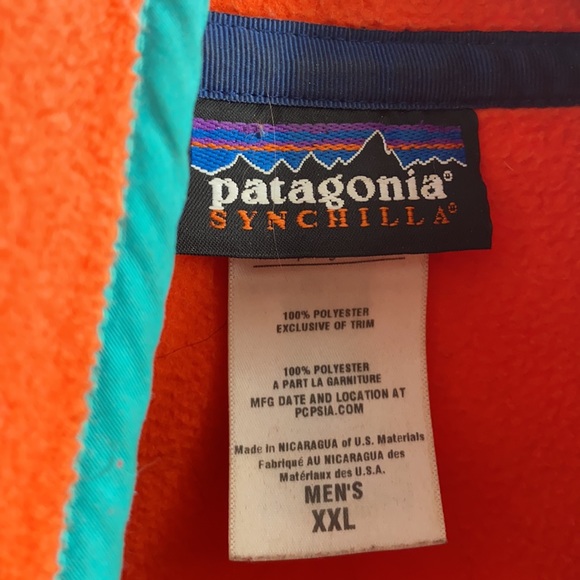 patagonia®
SYNCHILLA®
100% POLYESTER
EXCLUSIVE OF TRIM
100% POLYESTER
A PART LA GARNITURE
MFG DATE AND LOCATION AT
PCPSIA.COM
Made in NICARAGUA of U.S. Materials
Fabriqué AU NICARAGUA des
Matériaux des U.S.A.
MEN'S
XXL